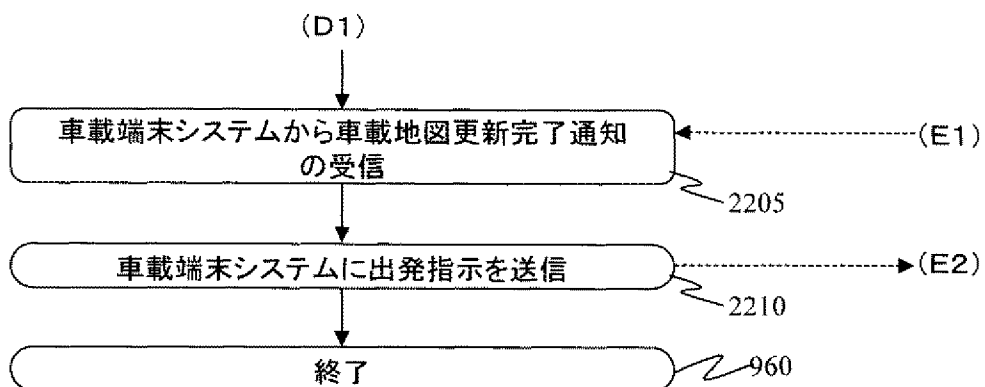 (D1)
車載端末システムから車載地図更新完了通知
の受信
(E1)
2205
車載端末システムに出発指示を送信
(E2)
2210
終了
960